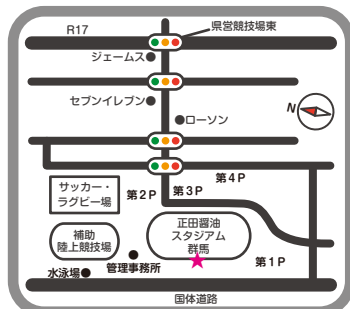 R17
県営競技場東
ジェームス
セブンイレブン
N
ローソン
第4P
サッカー・
ラグビー場
第2P
第3P
補助
陸上競技場
正田醤油
スタジアム
群馬
第1P
管理事務所
水泳場
国体道路